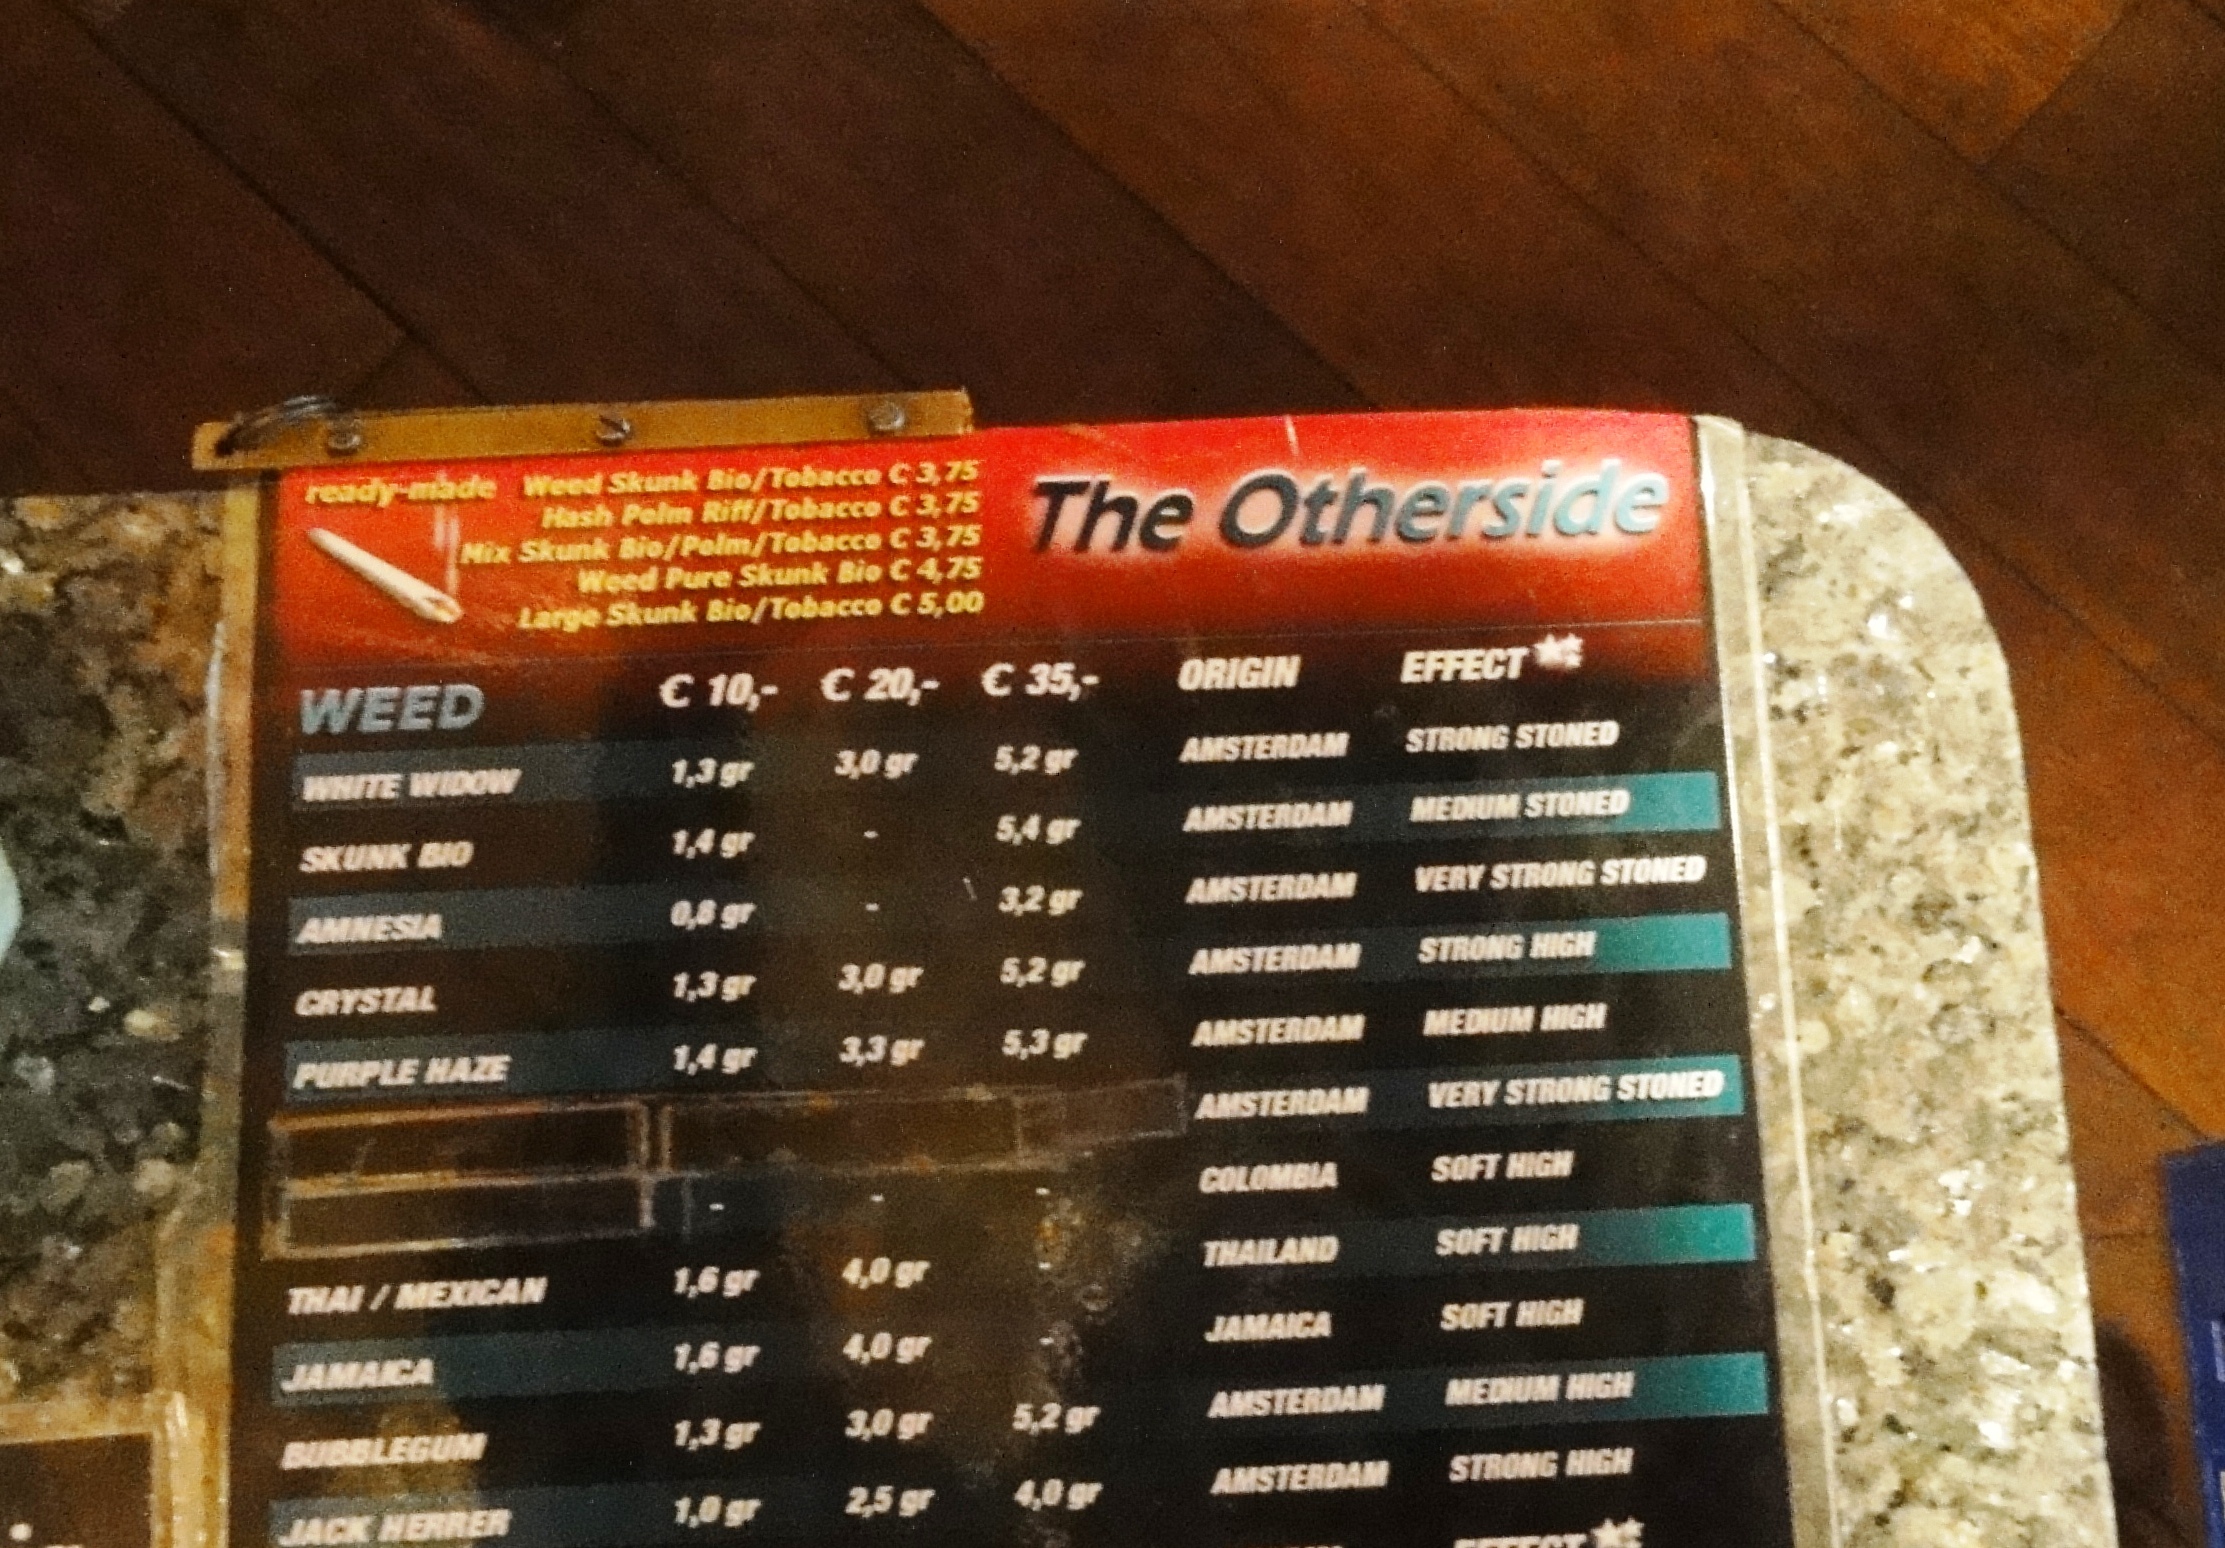 ready-made Weed Skunk Bio/Tobacco € 3,75
Hash Polm Riff/Tobacco € 3,75
Mix Skunk Bio/Polm/Tobacco € 3,75
Weed Pure Skunk Bio € 4,75
Large Skunk Bio/Tobacco € 5,00
The Otherside
WEED € 10,- € 20,- € 35,- ORIGIN EFFECT
WHITE WIDOW 1,3 gr 3,0 gr 5,2 gr AMSTERDAM STRONG STONED
SKUNK BIO 1,4 gr - 5,4 gr AMSTERDAM MEDIUM STONED
AMNESIA 0,8 gr - 3,2 gr AMSTERDAM VERY STRONG STONED
CRYSTAL 1,3 gr 3,0 gr 5,2 gr AMSTERDAM STRONG HIGH
PURPLE HAZE 1,4 gr 3,3 gr 5,3 gr AMSTERDAM MEDIUM HIGH
AMSTERDAM VERY STRONG STONED
- - - COLOMBIA SOFT HIGH
THAI / MEXICAN 1,6 gr 4,0 gr - THAILAND SOFT HIGH
JAMAICA 1,6 gr 4,0 gr - JAMAICA SOFT HIGH
BUBBLEGUM 1,3 gr 3,0 gr 5,2 gr AMSTERDAM MEDIUM HIGH
JACK HERRER 1,0 gr 2,5 gr 4,0 gr AMSTERDAM STRONG HIGH
EFFECT